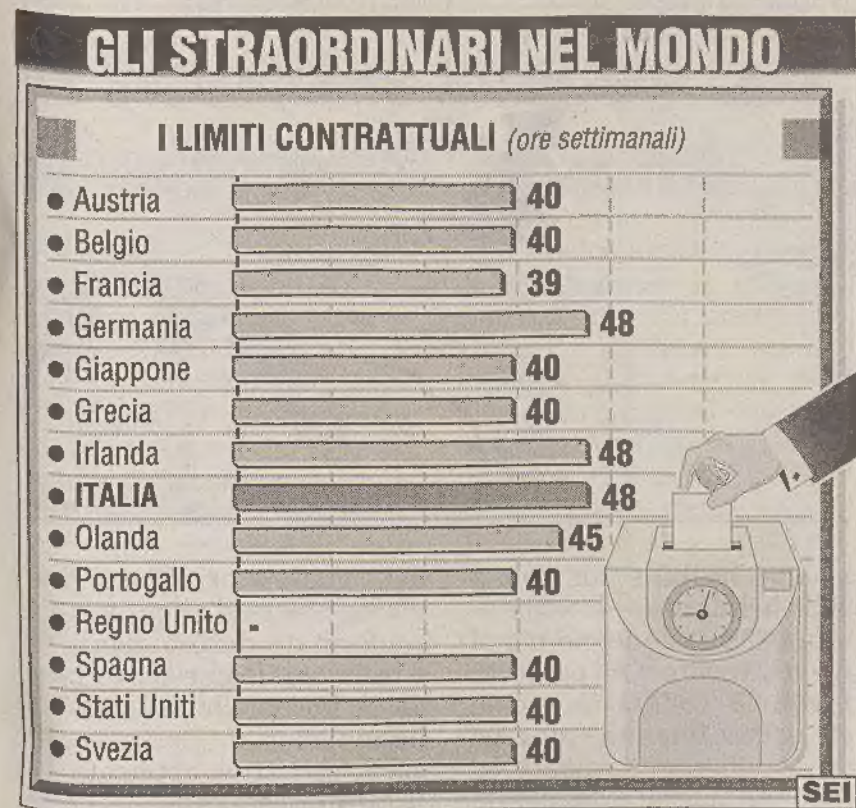 GLI STRAORDINARI NEL MONDO
I LIMITI CONTRATTUALI (ore settimanali)
• Austria 40
• Belgio 40
• Francia 39
• Germania 48
• Giappone 40
• Grecia 40
• Irlanda 48
• ITALIA 48
• Olanda 45
• Portogallo 40
• Regno Unito -
• Spagna 40
• Stati Uniti 40
• Svezia 40
SEI